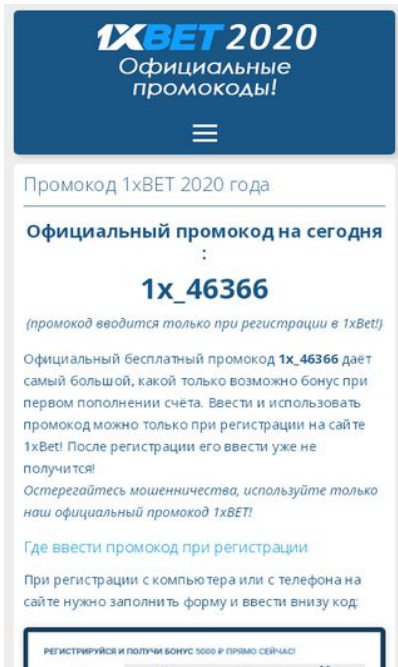 1XBET 2020
Официальные
промокоды!
Промокод 1xBET 2020 года
Официальный промокод на сегодня
:
1x_46366
(промокод вводится только при регистрации в 1xBet!)
Официальный бесплатный промокод 1x_46366 даёт
самый большой, какой только возможно бонус при
первом пополнении счёта. Ввести и использовать
промокод можно только при регистрации на сайте
1xBet! После регистрации его ввести уже не
получится!
Остерегайтесь мошенничества, используйте только
наш официальный промокод 1xBET!
Где ввести промокод при регистрации
При регистрации с компьютера или с телефона на
сайте нужно заполнить форму и ввести внизу код:
РЕГИСТРИРУЙСЯ И ПОЛУЧИ БОНУС 5000 ₽ ПРЯМО СЕЙЧАС!